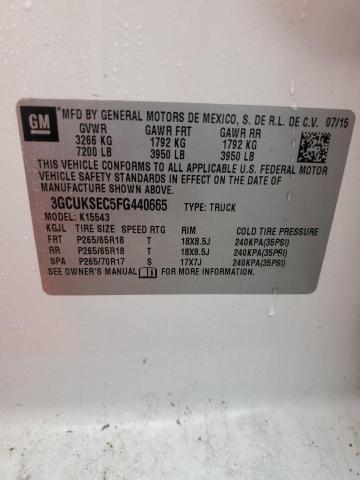 GM
MFD BY GENERAL MOTORS DE MEXICO, S. DE R.L. DE C.V. 07/15
GVWR GAWR FRT GAWR RR
3266 KG 1792 KG 1792 KG
7200 LB 3950 LB 3950 LB
THIS VEHICLE CONFORMS TO ALL APPLICABLE U.S. FEDERAL MOTOR
VEHICLE SAFETY STANDARDS IN EFFECT ON THE DATE OF
MANUFACTURE SHOWN ABOVE.
3GCUKSEC5FG440665 TYPE: TRUCK
MODEL: K15543
KGJL TIRE SIZE SPEED RTG RIM COLD TIRE PRESSURE
FRT P265/65R18 T 18X8.5J 240KPA(35PSI)
RR P265/65R18 T 18X8.5J 240KPA(35PSI)
SPA P265/70R17 S 17X7J 240KPA(35PSI)
SEE OWNER'S MANUAL FOR MORE INFORMATION.